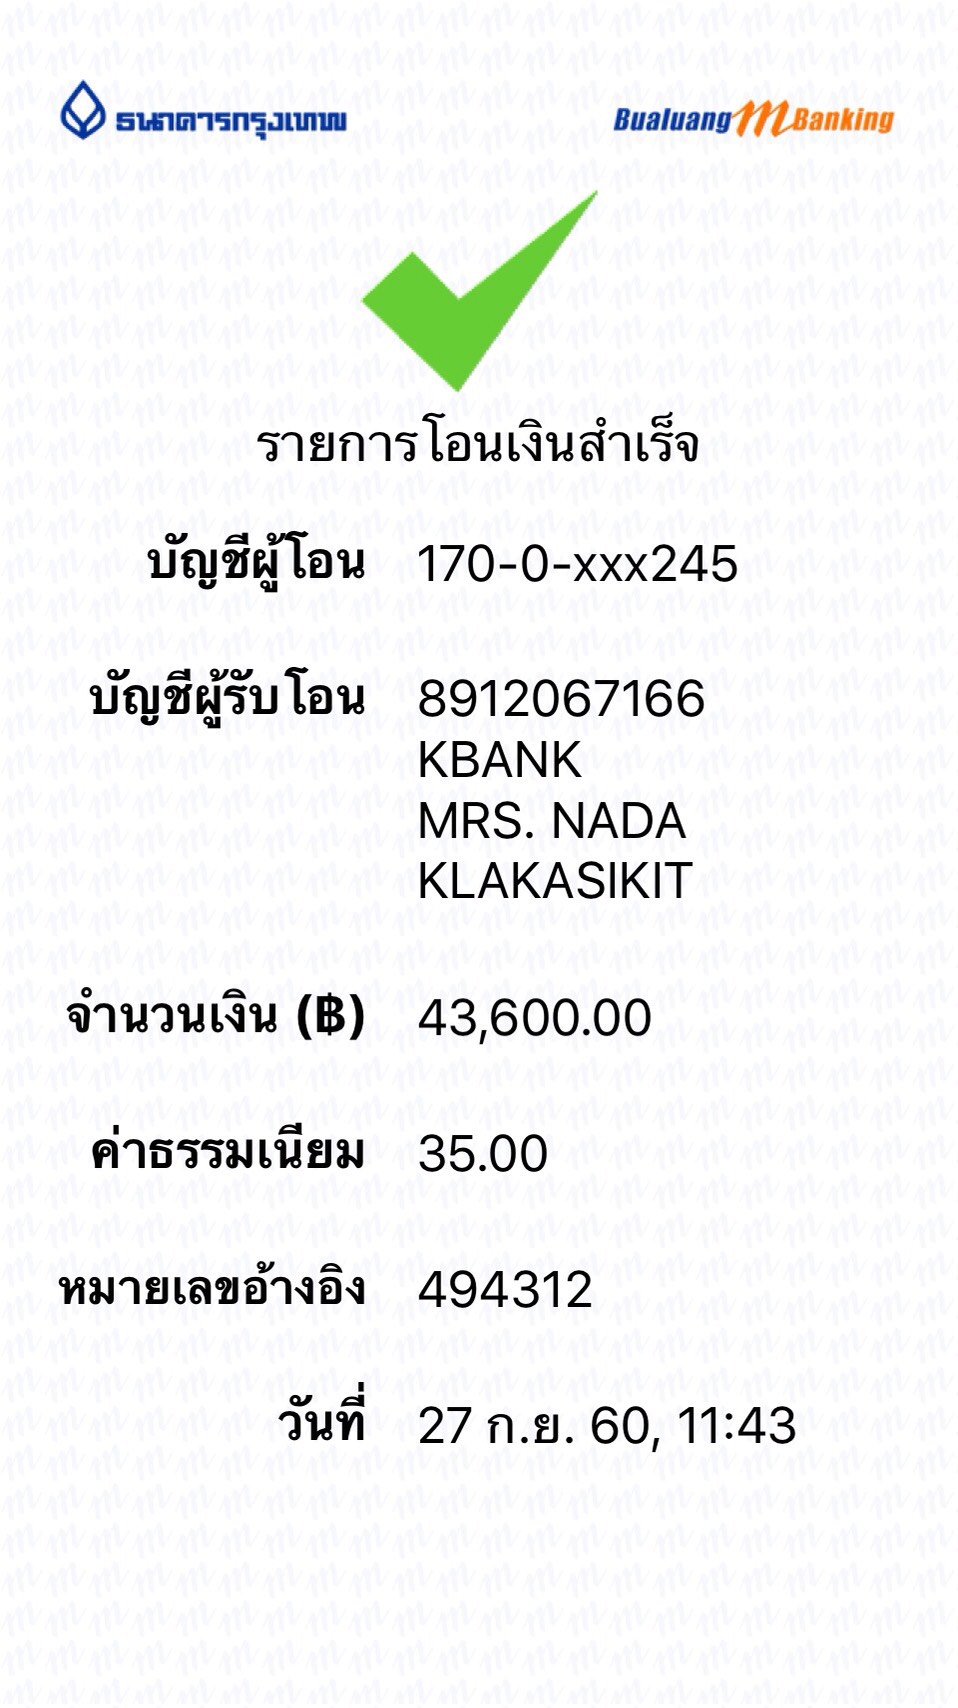 ธนาคารกรุงเทพ Bualuang mBanking
รายการโอนเงินสำเร็จ
บัญชีผู้โอน 170-0-xxx245
บัญชีผู้รับโอน 8912067166
KBANK
MRS. NADA
KLAKASIKIT
จำนวนเงิน (฿) 43,600.00
ค่าธรรมเนียม 35.00
หมายเลขอ้างอิง 494312
วันที่ 27 ก.ย. 60, 11:43